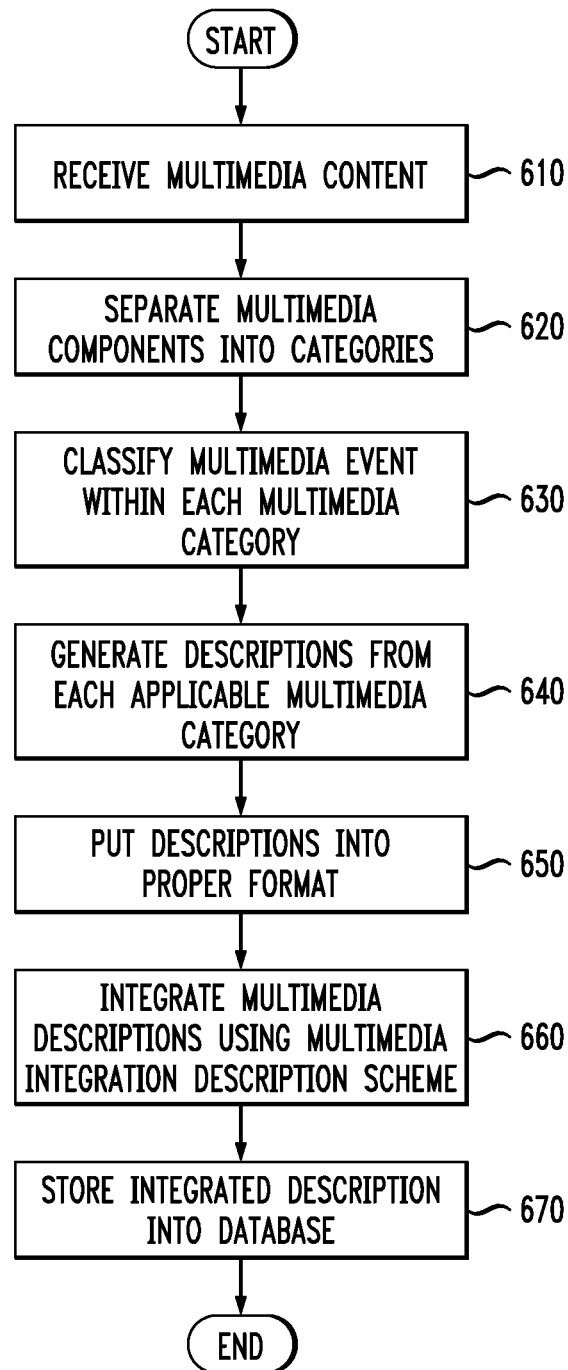 START
RECEIVE MULTIMEDIA CONTENT
610
SEPARATE MULTIMEDIA
COMPONENTS INTO CATEGORIES
620
CLASSIFY MULTIMEDIA EVENT
WITHIN EACH MULTIMEDIA
CATEGORY
630
GENERATE DESCRIPTIONS FROM
EACH APPLICABLE MULTIMEDIA
CATEGORY
640
PUT DESCRIPTIONS INTO
PROPER FORMAT
650
INTEGRATE MULTIMEDIA
DESCRIPTIONS USING MULTIMEDIA
INTEGRATION DESCRIPTION SCHEME
660
STORE INTEGRATED DESCRIPTION
INTO DATABASE
670
END